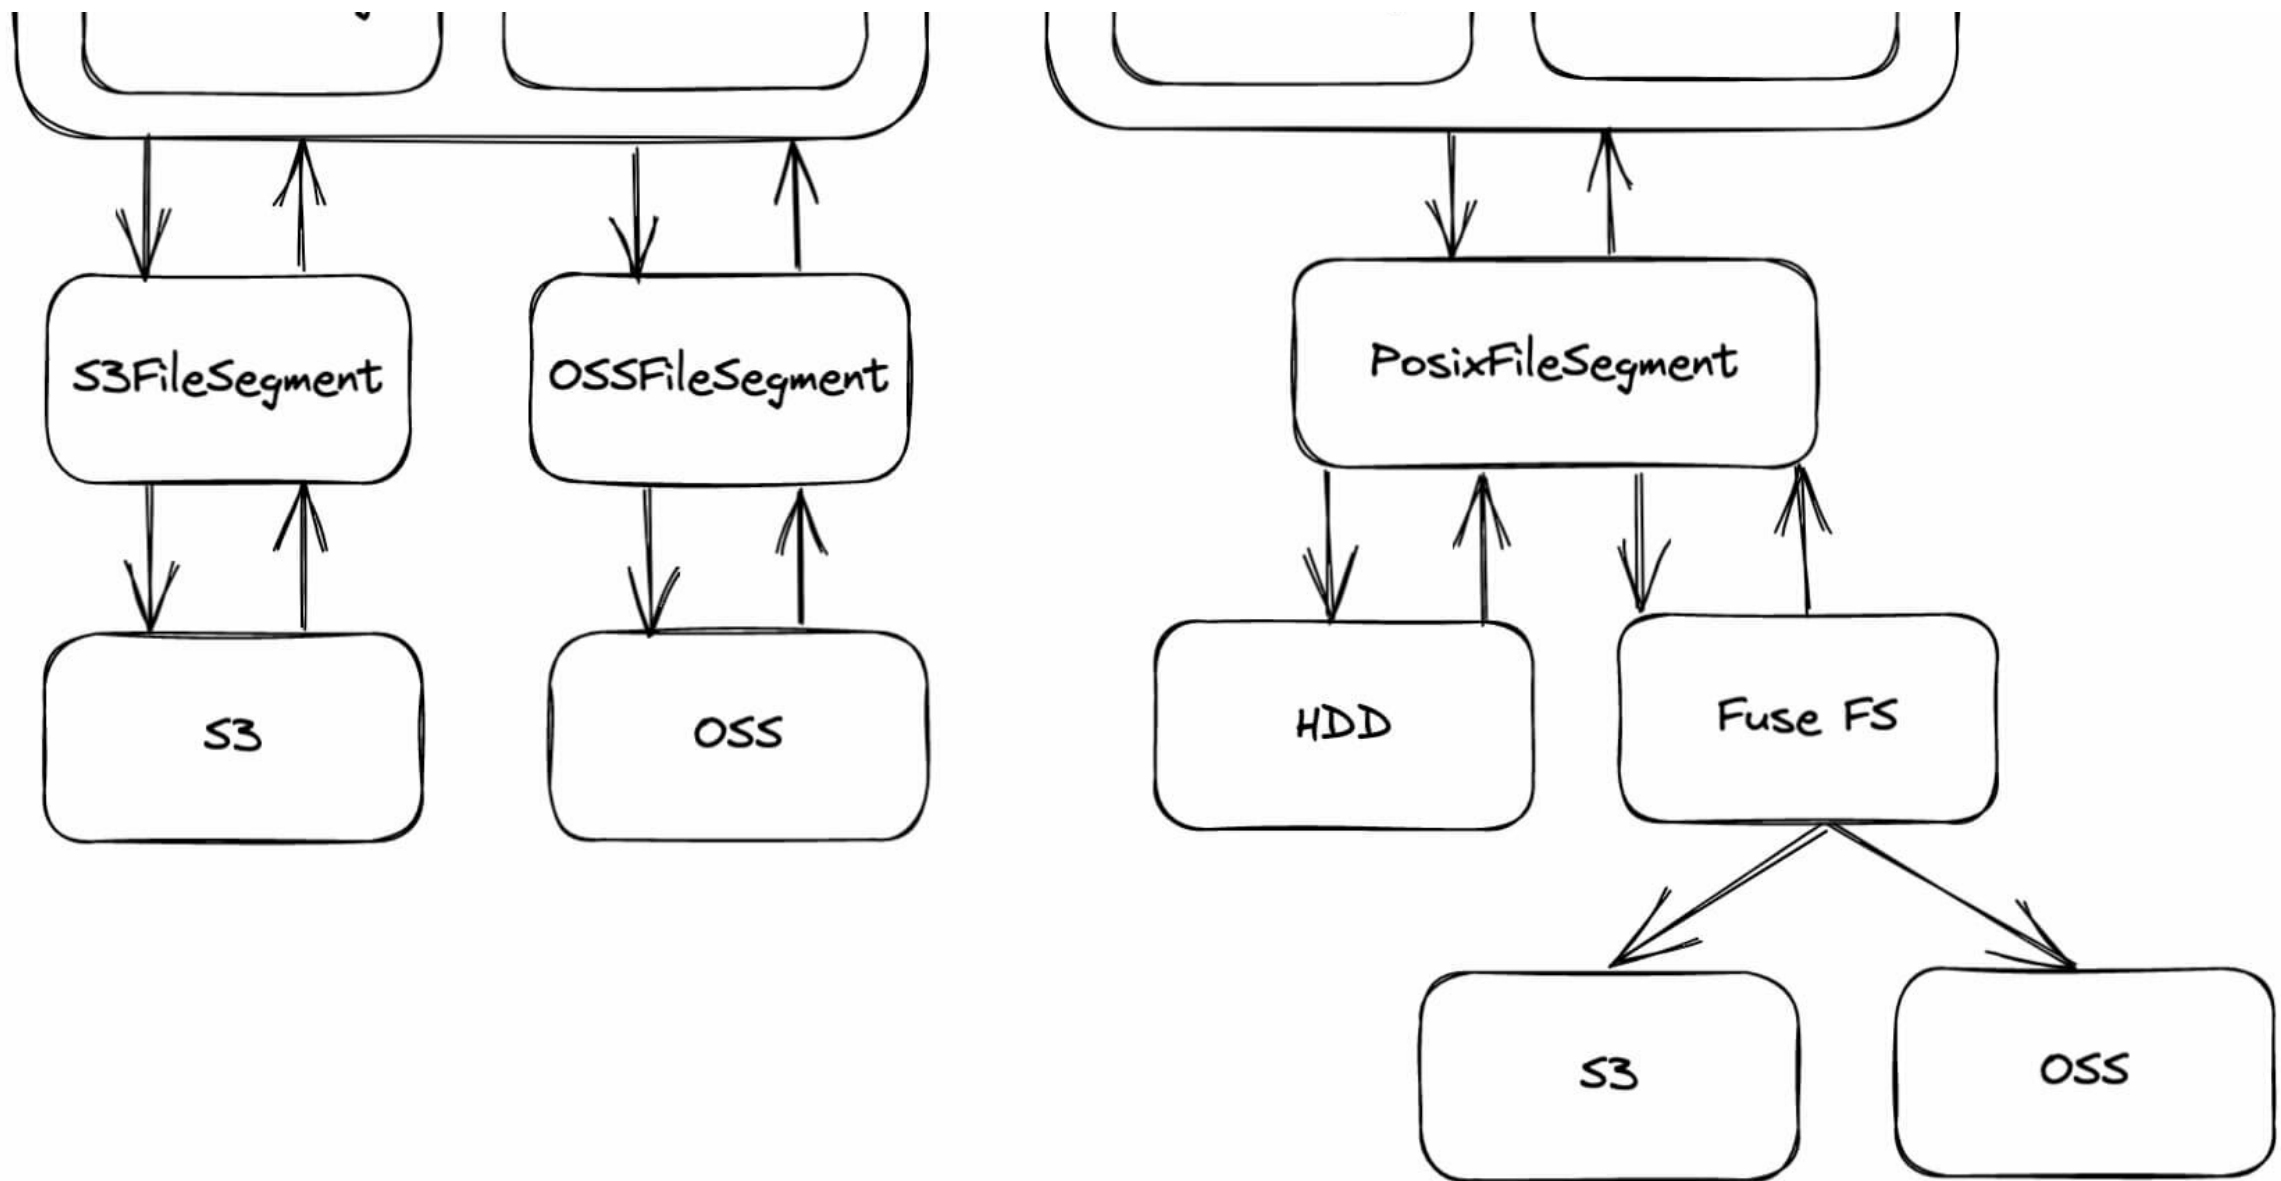 S3FileSegment
OSSFileSegment
PosixFileSegment
S3
OSS
HDD
Fuse FS
S3
OSS